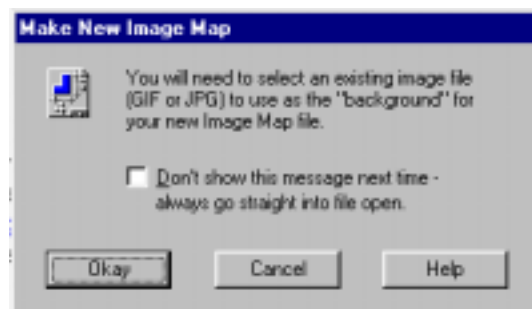 Make New Image Map
You will need to select an existing image file
(GIF or JPG) to use as the "background" for
your new Image Map file.
Don't show this message next time -
always go straight into file open.
Okay
Cancel
Help